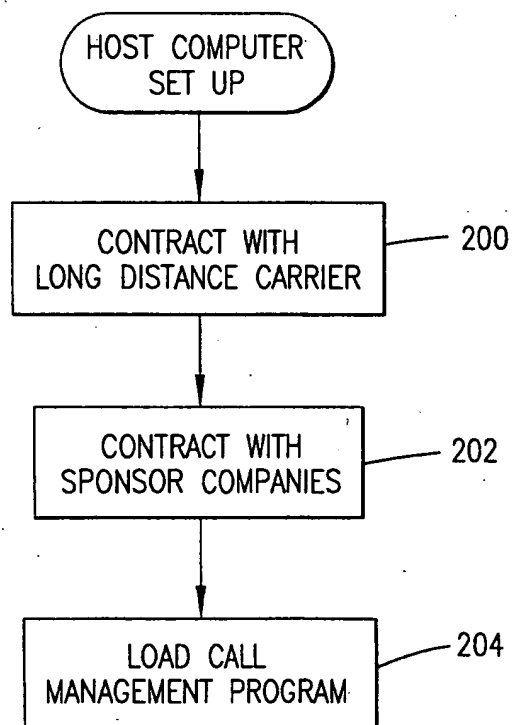 HOST COMPUTER
SET UP
CONTRACT WITH
LONG DISTANCE CARRIER
200
CONTRACT WITH
SPONSOR COMPANIES
202
LOAD CALL
MANAGEMENT PROGRAM
204